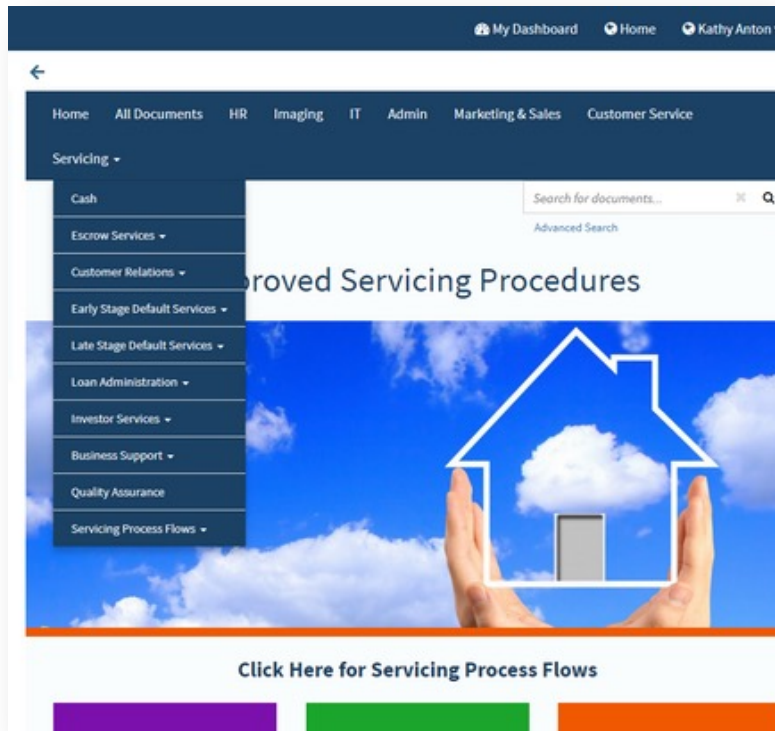 My Dashboard Home Kathy Anton
Home All Documents HR Imaging IT Admin Marketing & Sales Customer Service
Servicing
Cash
Search for documents...
Advanced Search
Escrow Services
Customer Relations
roved Servicing Procedures
Early Stage Default Services
Late Stage Default Services
Loan Administration
Investor Services
Business Support
Quality Assurance
Servicing Process Flows
Click Here for Servicing Process Flows